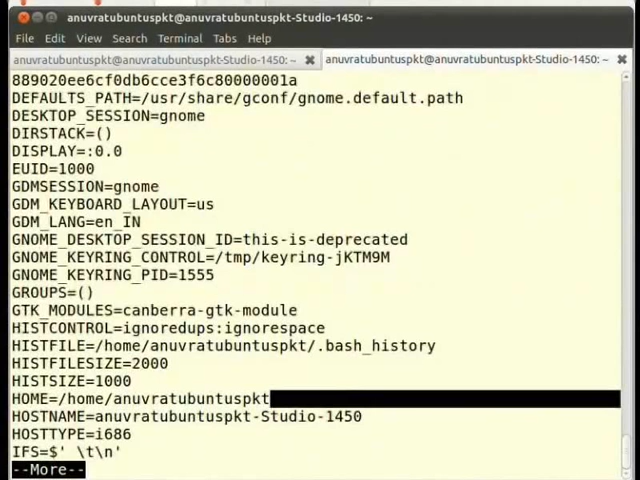 anuvratubuntuspkt@anuvratubuntuspkt-Studio-1450: ~
File Edit View Search Terminal Tabs Help
anuvratubuntuspkt@anuvratubuntuspkt-Studio-1450: ~ anuvratubuntuspkt@anuvratubuntuspkt-Studio-1450: ~
889020ee6cf0db6cce3f6c80000001a
DEFAULTS_PATH=/usr/share/gconf/gnome.default.path
DESKTOP_SESSION=gnome
DIRSTACK=()
DISPLAY=:0.0
EUID=1000
GDMSESSION=gnome
GDM_KEYBOARD_LAYOUT=us
GDM_LANG=en_IN
GNOME_DESKTOP_SESSION_ID=this-is-deprecated
GNOME_KEYRING_CONTROL=/tmp/keyring-jKTM9M
GNOME_KEYRING_PID=1555
GROUPS=()
GTK_MODULES=canberra-gtk-module
HISTCONTROL=ignoredups:ignorespace
HISTFILE=/home/anuvratubuntuspkt/.bash_history
HISTFILESIZE=2000
HISTSIZE=1000
HOME=/home/anuvratubuntuspkt
HOSTNAME=anuvratubuntuspkt-Studio-1450
HOSTTYPE=i686
IFS=$' \t\n'
--More--